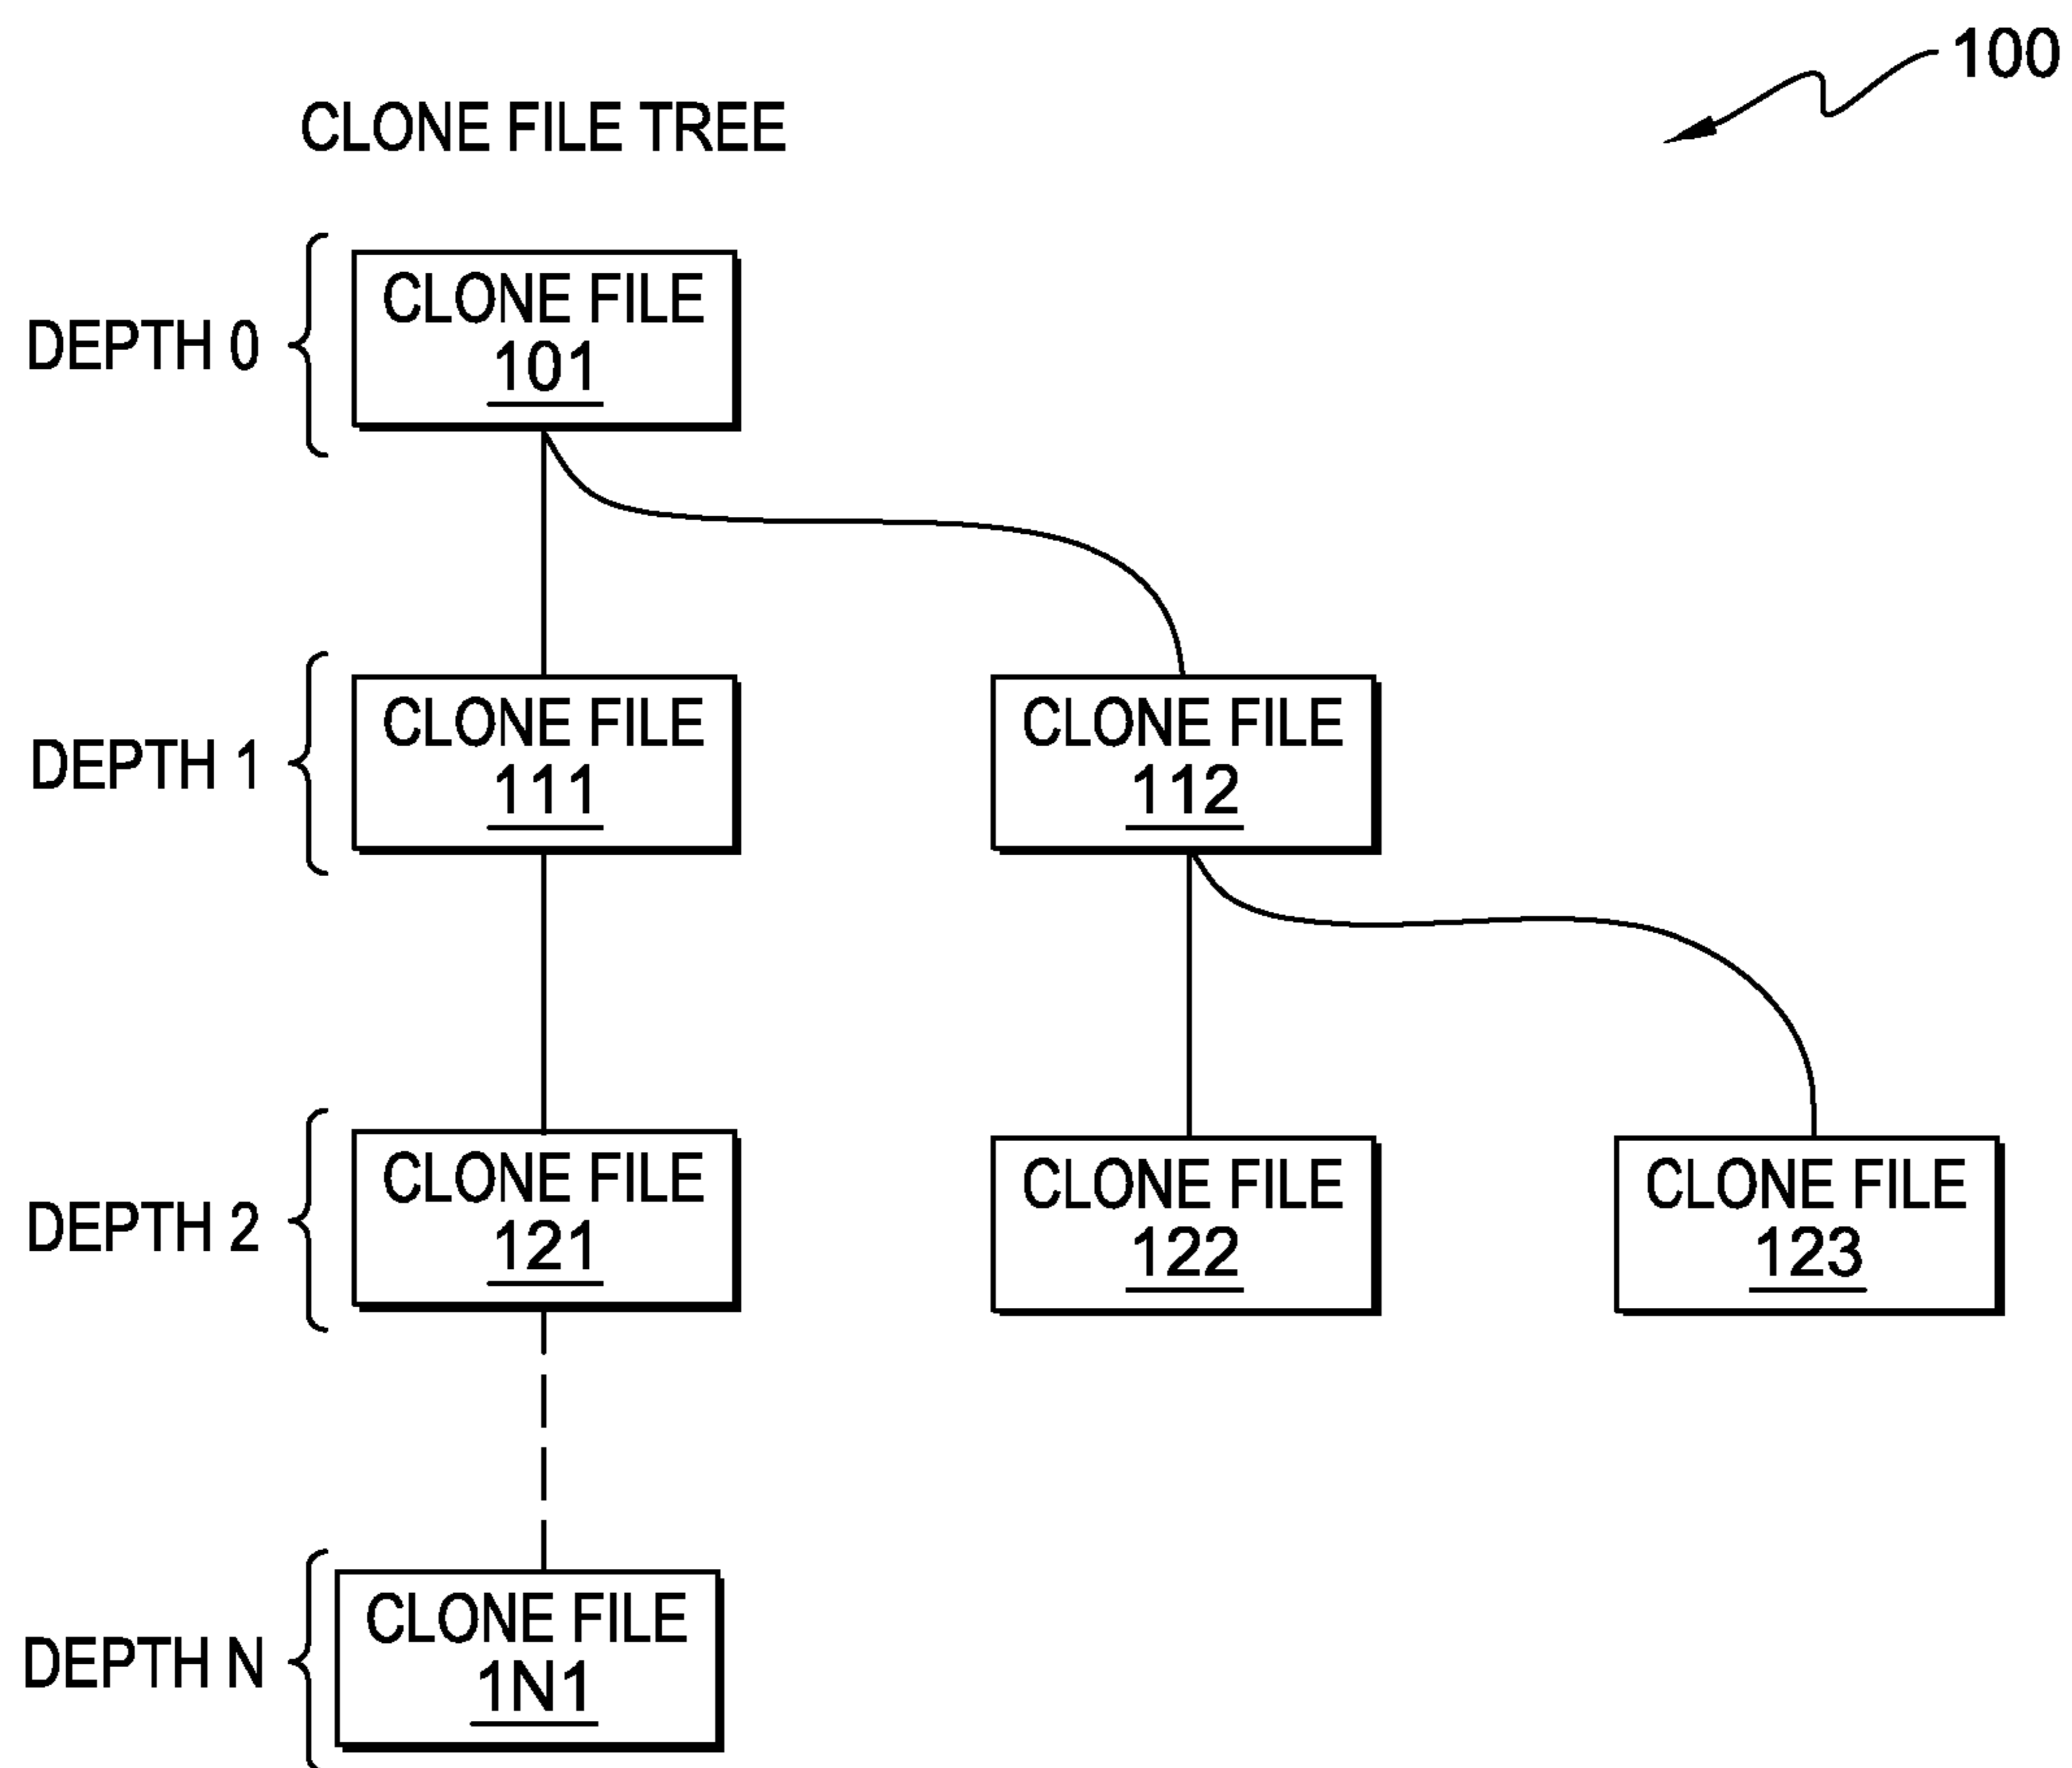 100
CLONE FILE TREE
DEPTH 0
CLONE FILE
101
DEPTH 1
CLONE FILE
111
CLONE FILE
112
DEPTH 2
CLONE FILE
121
CLONE FILE
122
CLONE FILE
123
DEPTH N
CLONE FILE
1N1